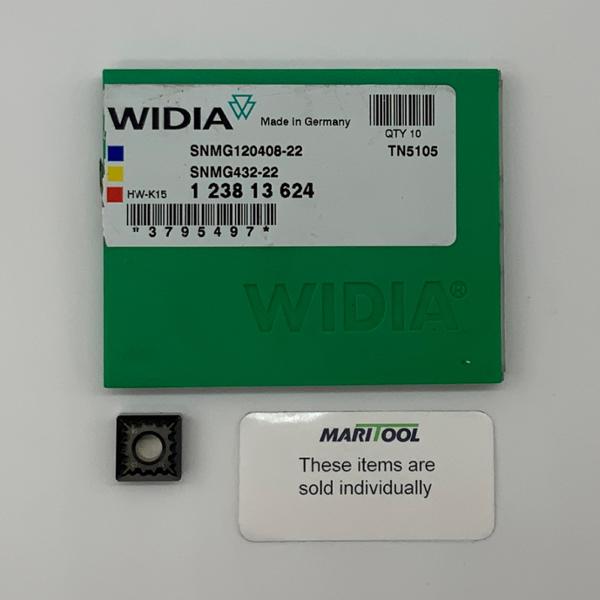 WIDIA Made in Germany
QTY 10
SNMG120408-22 TN5105
SNMG432-22
HW-K15 1 238 13 624
*3795497*
WIDIA®
MARITOOL
These items are
sold individually